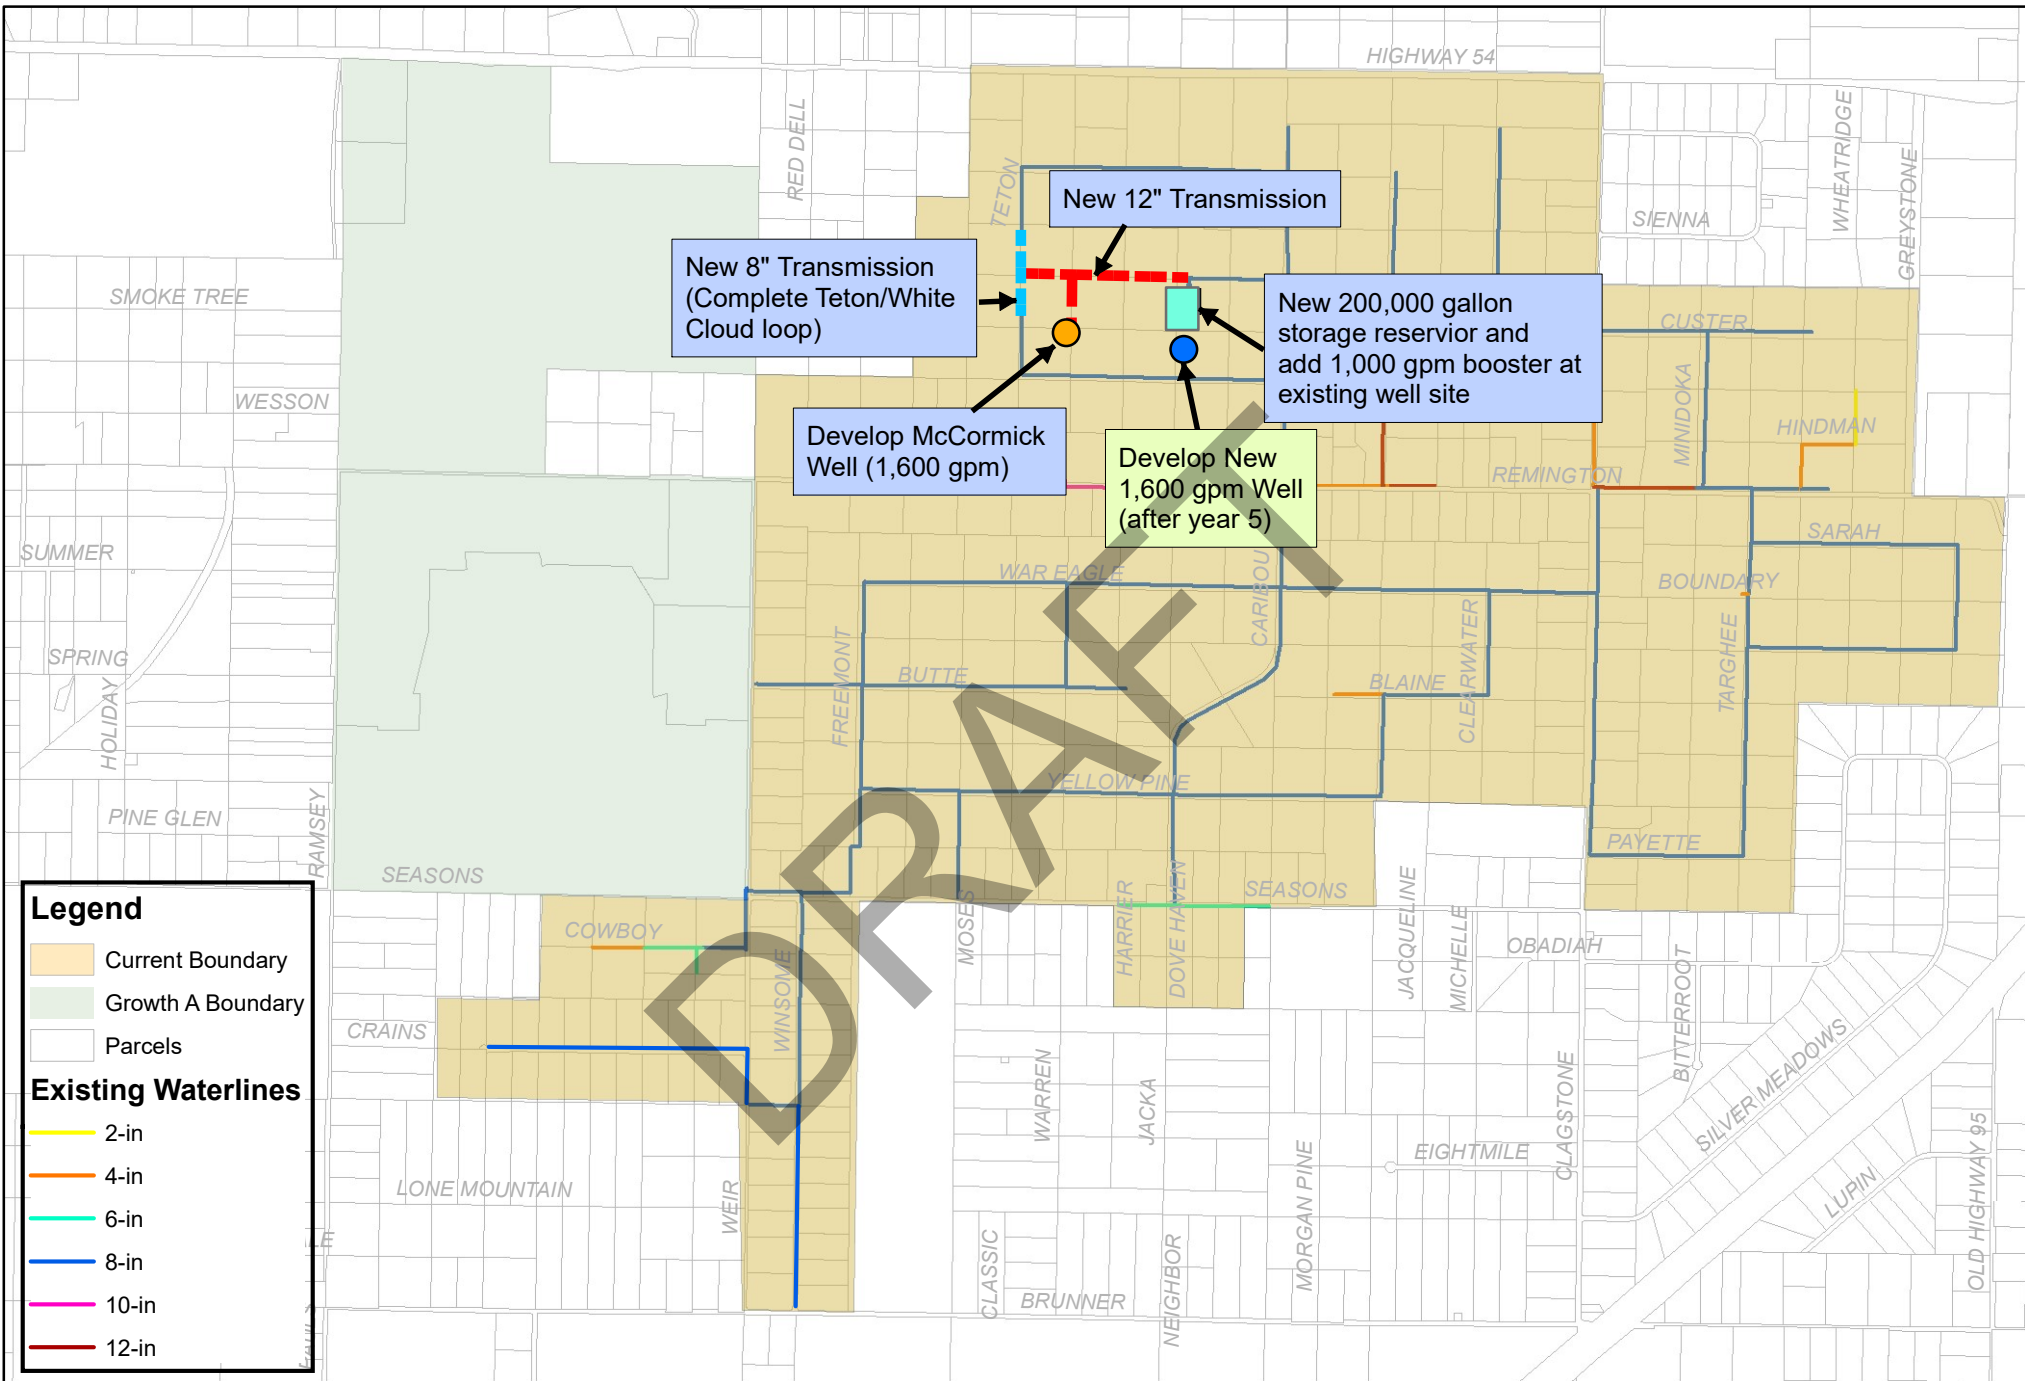 HIGHWAY 54
RED DELL
TETON
WHEATRIDGE
GREYSTONE
SIENNA
New 12" Transmission
New 8" Transmission
(Complete Teton/White
Cloud loop)
New 200,000 gallon
storage reservior and
add 1,000 gpm booster at
existing well site
SMOKE TREE
CUSTER
WESSON
MINIDOKA
HINDMAN
Develop McCormick
Well (1,600 gpm)
Develop New
1,600 gpm Well
(after year 5)
REMINGTON
SUMMER
SARAH
WAR EAGLE
BOUNDARY
CARIBOU
CLEARWATER
TARGHEE
SPRING
HOLIDAY
FREEMONT
BUTTE
BLAINE
YELLOW PINE
PINE GLEN
RAMSEY
PAYETTE
SEASONS
SEASONS
DRAFT
COWBOY
MOSES
HARRIER
DOVE HAVEN
JACQUELINE
MICHELLE
OBADIAH
BITTERROOT
WINSOME
CRAINS
WARREN
JACKA
CLAGSTONE
SILVER MEADOWS
MORGAN PINE
EIGHTMILE
LONE MOUNTAIN
WEIR
LUPIN
OLD HIGHWAY 95
CLASSIC
NEIGHBOR
BRUNNER
Legend
Current Boundary
Growth A Boundary
Parcels
Existing Waterlines
2-in
4-in
6-in
8-in
10-in
12-in